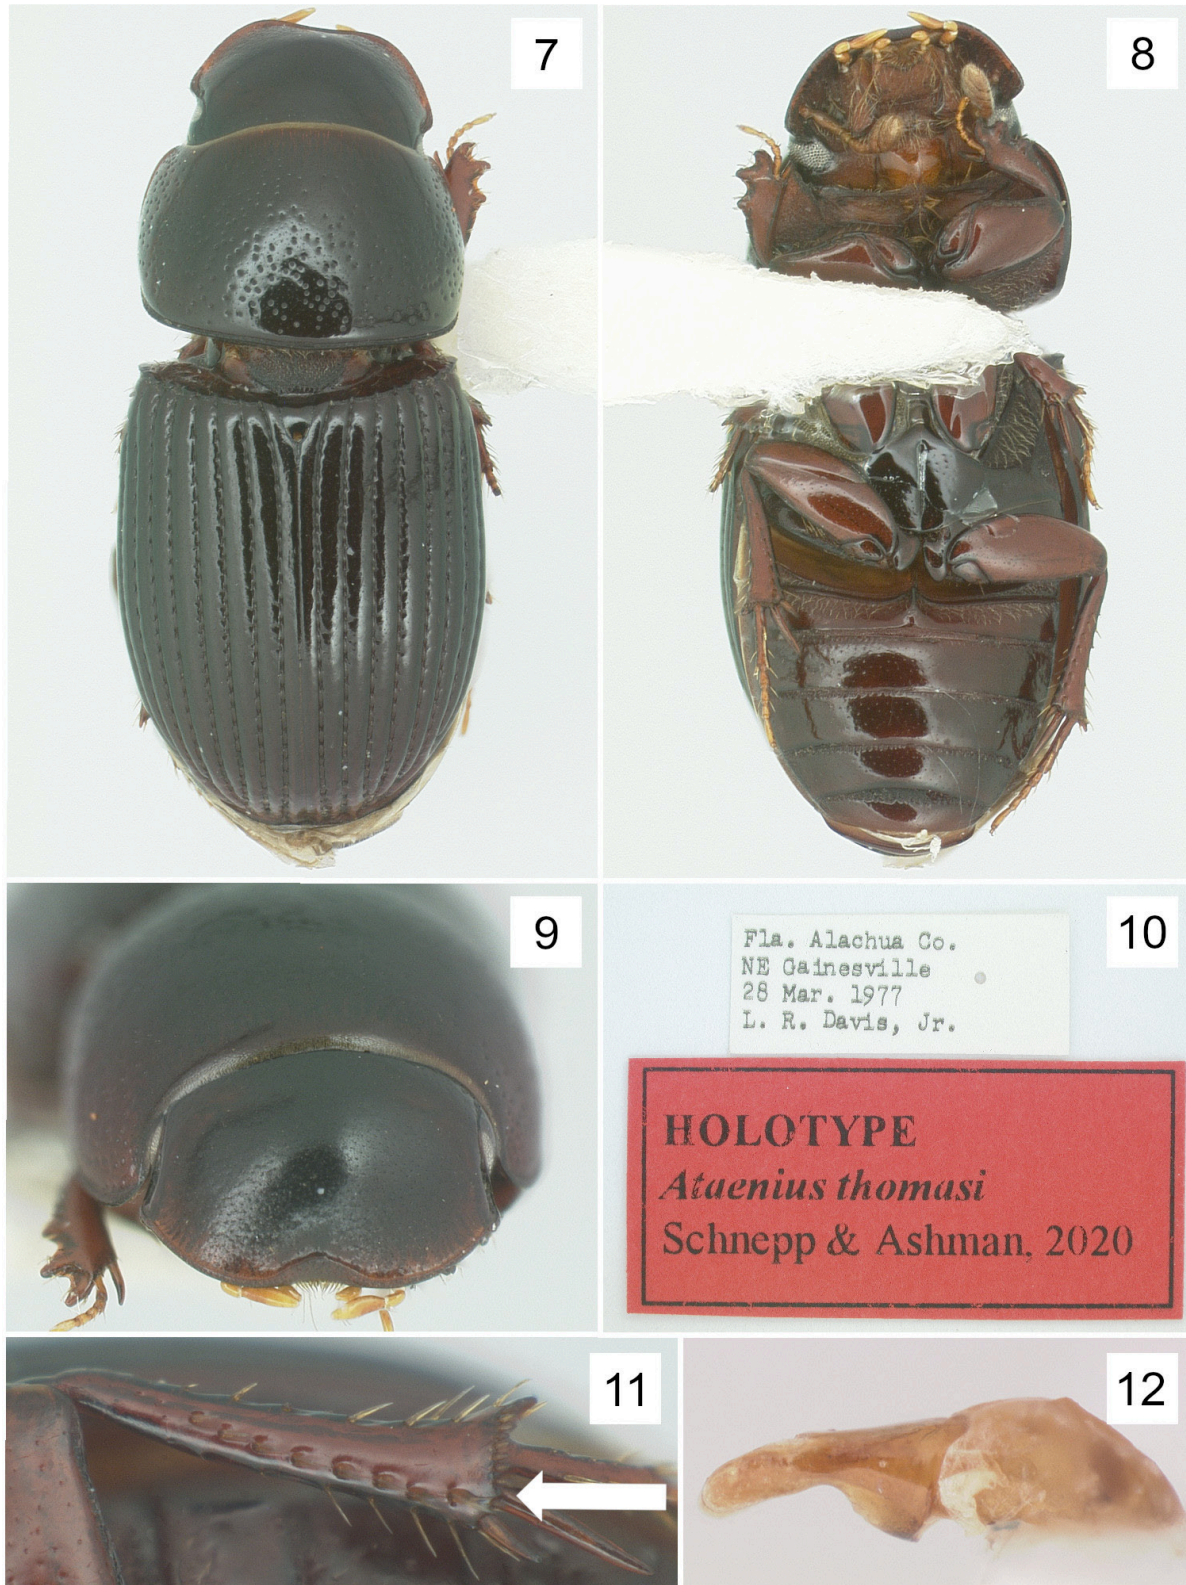 7
8
9
10
Fla. Alachua Co.
NE Gainesville
28 Mar. 1977
L. R. Davis, Jr.
HOLOTYPE
Ataenius thomasi
Schnepp & Ashman, 2020
11
12